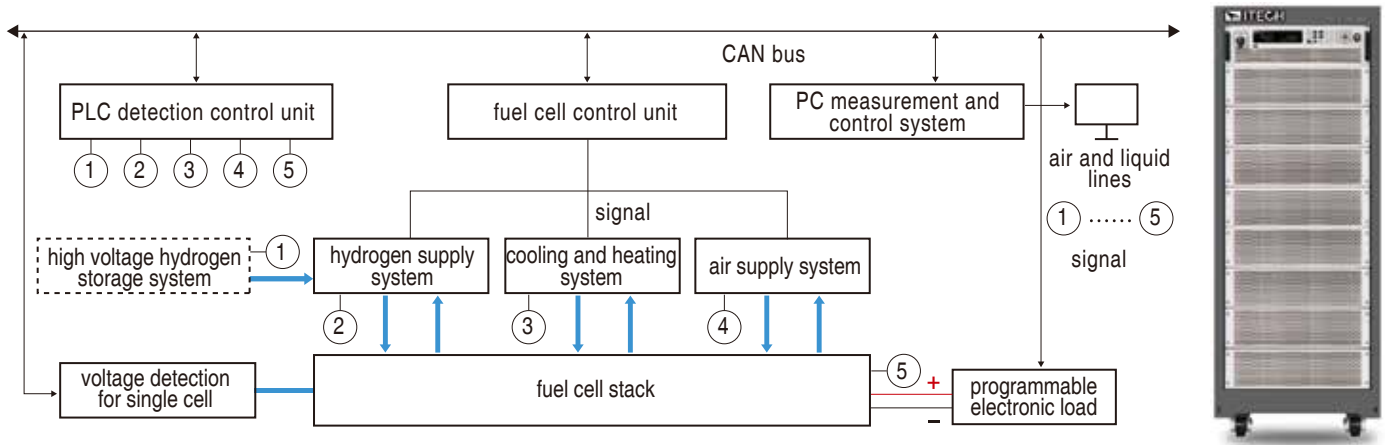 ITECH
CAN bus
PLC detection control unit
fuel cell control unit
PC measurement and
control system
1 2 3 4 5
air and liquid
lines
1 ...... 5
signal
signal
high voltage hydrogen
storage system
1
hydrogen supply
system
cooling and heating
system
air supply system
2
3
4
voltage detection
for single cell
fuel cell stack
5
+
−
programmable
electronic load